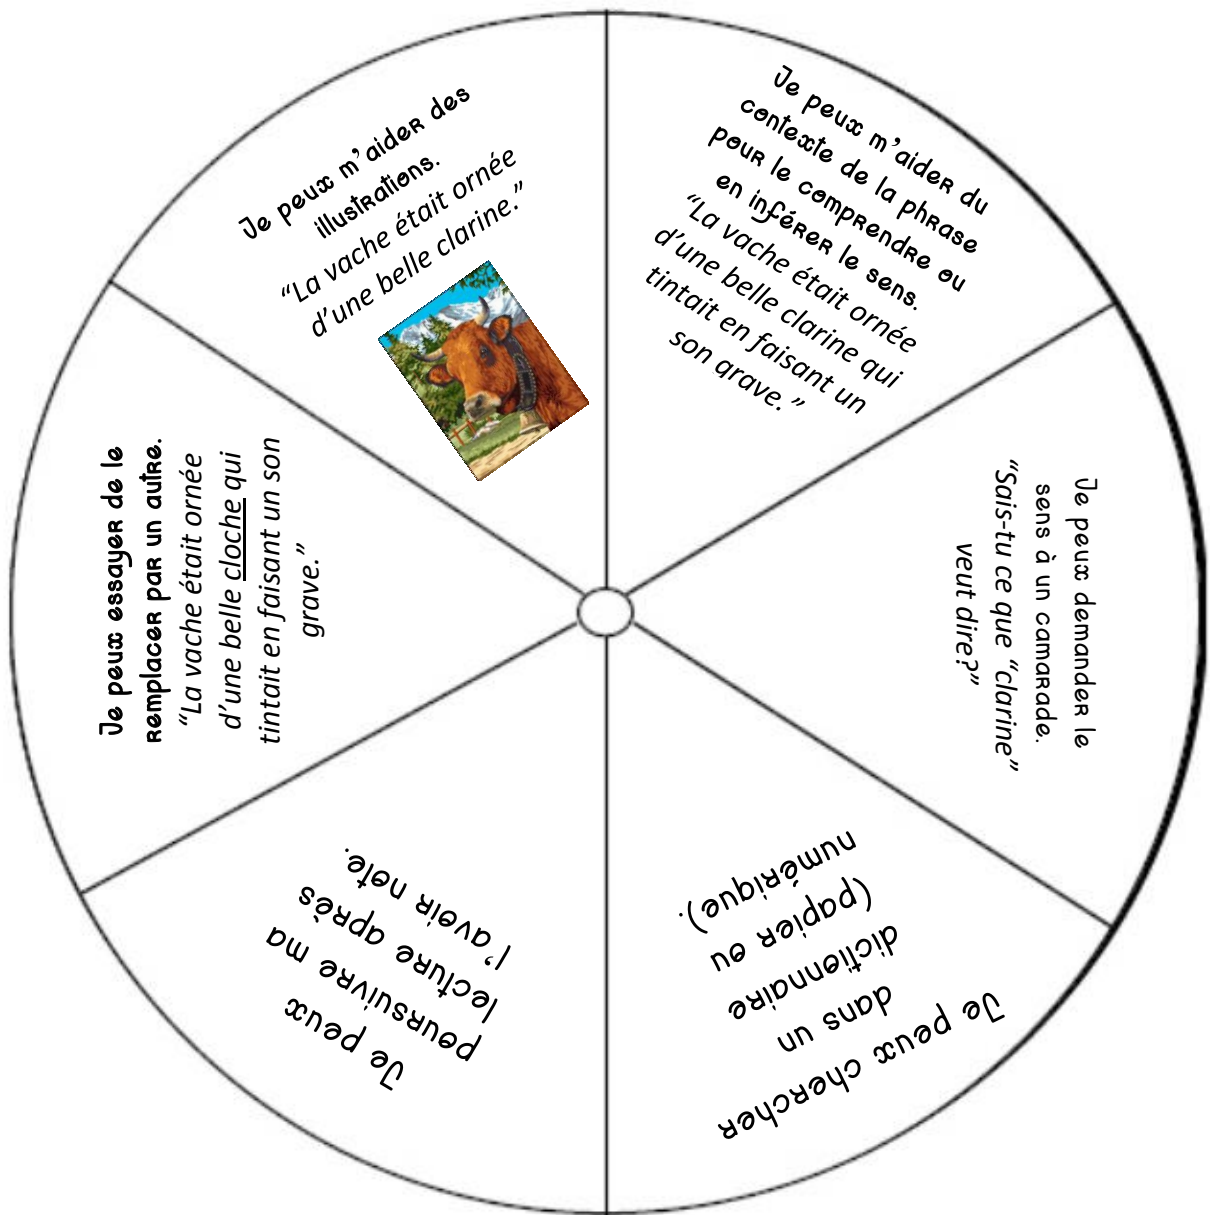 Je peux m'aider du
contexte de la phrase
pour le comprendre ou
en inférer le sens.
“La vache était ornée
d’une belle clarine qui
tintait en faisant un
son grave.”
Je peux demander le
sens à un camarade.
“Sais-tu ce que “clarine”
veut dire?”
Je peux chercher
dans un
dictionnaire
(papier ou
numérique).
Je peux
poursuivre ma
lecture après
l’avoir noté.
Je peux essayer de le
remplacer par un autre.
“La vache était ornée
d’une belle cloche qui
tintait en faisant un son
grave.”
Je peux m’aider des
illustrations.
“La vache était ornée
d’une belle clarine.”